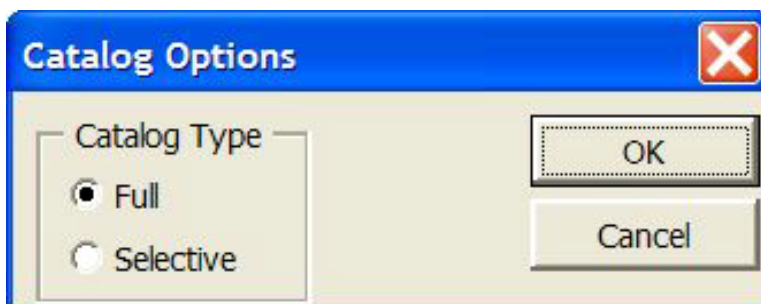 Catalog Options
Catalog Type
Full
Selective
OK
Cancel